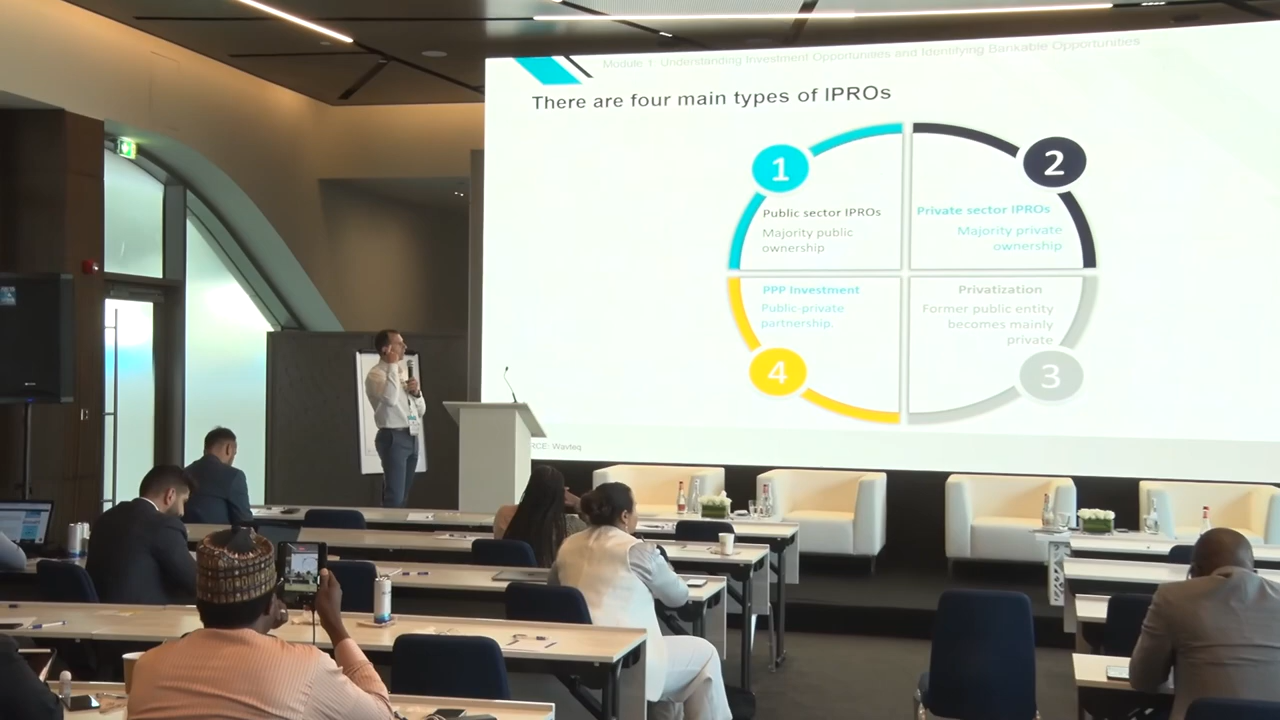 Module 1: Understanding Investment Opportunities and Identifying Bankable Opportunities
There are four main types of IPROs
1
2
Public sector IPROs
Majority public
ownership
Private sector IPROs
Majority private
ownership
PPP Investment
Public-private
partnership.
Privatization
Former public entity
becomes mainly
private
4
3
RCE: Wavteq